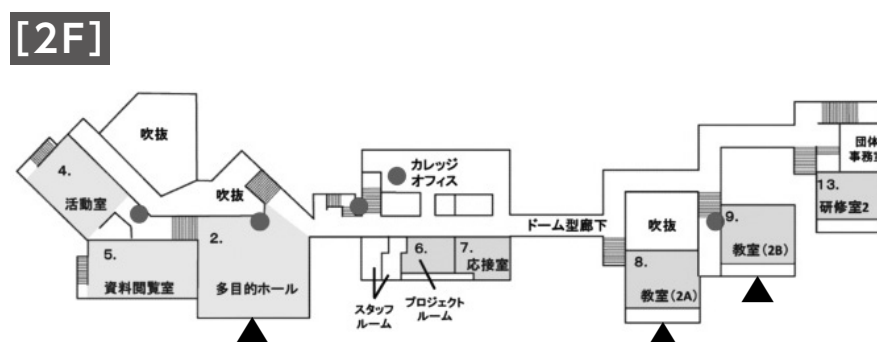 [2F]
吹抜
4.
活動室
吹抜
5.
資料閲覧室
2.
多目的ホール
カレッジ
オフィス
スタッフ
ルーム
6.
プロジェクト
ルーム
7.
応接室
ドーム型廊下
吹抜
8.
教室(2A)
9.
教室(2B)
団体
事務室
13.
研修室2